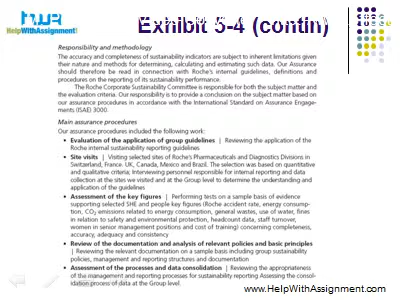 HWA
HelpWithAssignment
Exhibit 5-4 (contin)
Responsibility and methodology
The accuracy and completeness of sustainability indicators are subject to inherent limitations given
their nature and methods for determining, calculating and estimating such data. Our Assurance
should therefore be read in connection with Roche's internal guidelines, definitions and
procedures on the reporting of its sustainability performance.
The Roche Corporate Sustainability Committee is responsible for both the subject matter and
the evaluation criteria. Our responsibility is to provide a conclusion on the subject matter based on
our assurance procedures in accordance with the International Standard on Assurance Engage-
ments (ISAE) 3000.
Main assurance procedures
Our assurance procedures included the following work:
• Evaluation of the application of group guidelines | Reviewing the application of the
Roche internal sustainability reporting guidelines
• Site visits | Visiting selected sites of Roche's Pharmaceuticals and Diagnostics Divisions in
Switzerland, France. UK, Canada, Mexico and Brazil. The selection was based on quantitative
and qualitative criteria; Interviewing personnel responsible for internal reporting and data
collection at the sites we visited and at the Group level to determine the understanding and
application of the guidelines
• Assessment of the key figures | Performing tests on a sample basis of evidence
supporting selected SHE and people key figures (Roche accident rate, energy consump-
tion, CO₂ emissions related to energy consumption, general wastes, use of water, fines
in relation to safety and environmental protection, headcount data, staff turnover,
women in senior management positions and cost of training) concerning completeness,
accuracy, adequacy and consistency
• Review of the documentation and analysis of relevant policies and basic principles
| Reviewing the relevant documentation on a sample basis including group sustainability
policies, management and reporting structures and documentation
• Assessment of the processes and data consolidation | Reviewing the appropriateness
of the management and reporting processes for sustainability reporting Assessing the consol-
idation process of data at the Group level.
www.HelpWithAssignment.com